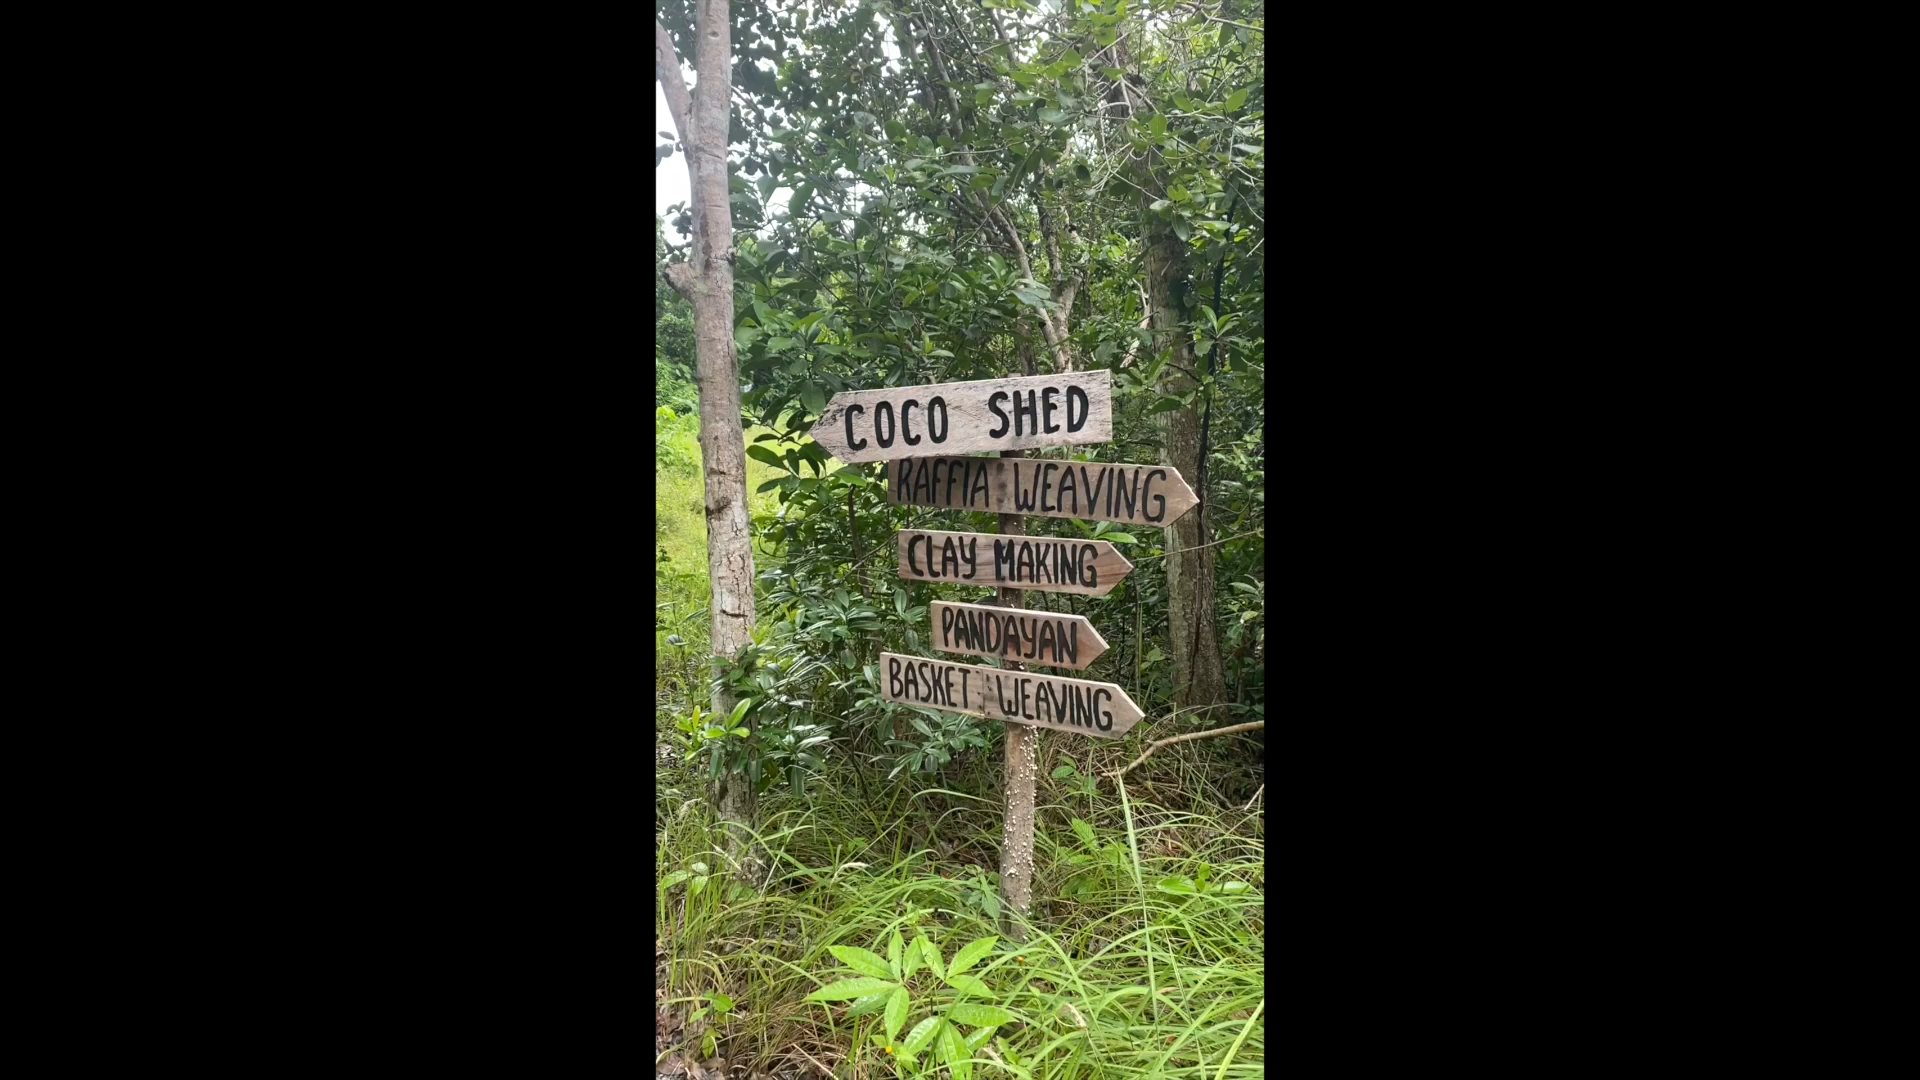 COCO SHED
RAFFIA WEAVING
CLAY MAKING
PANDAYAN
BASKET WEAVING